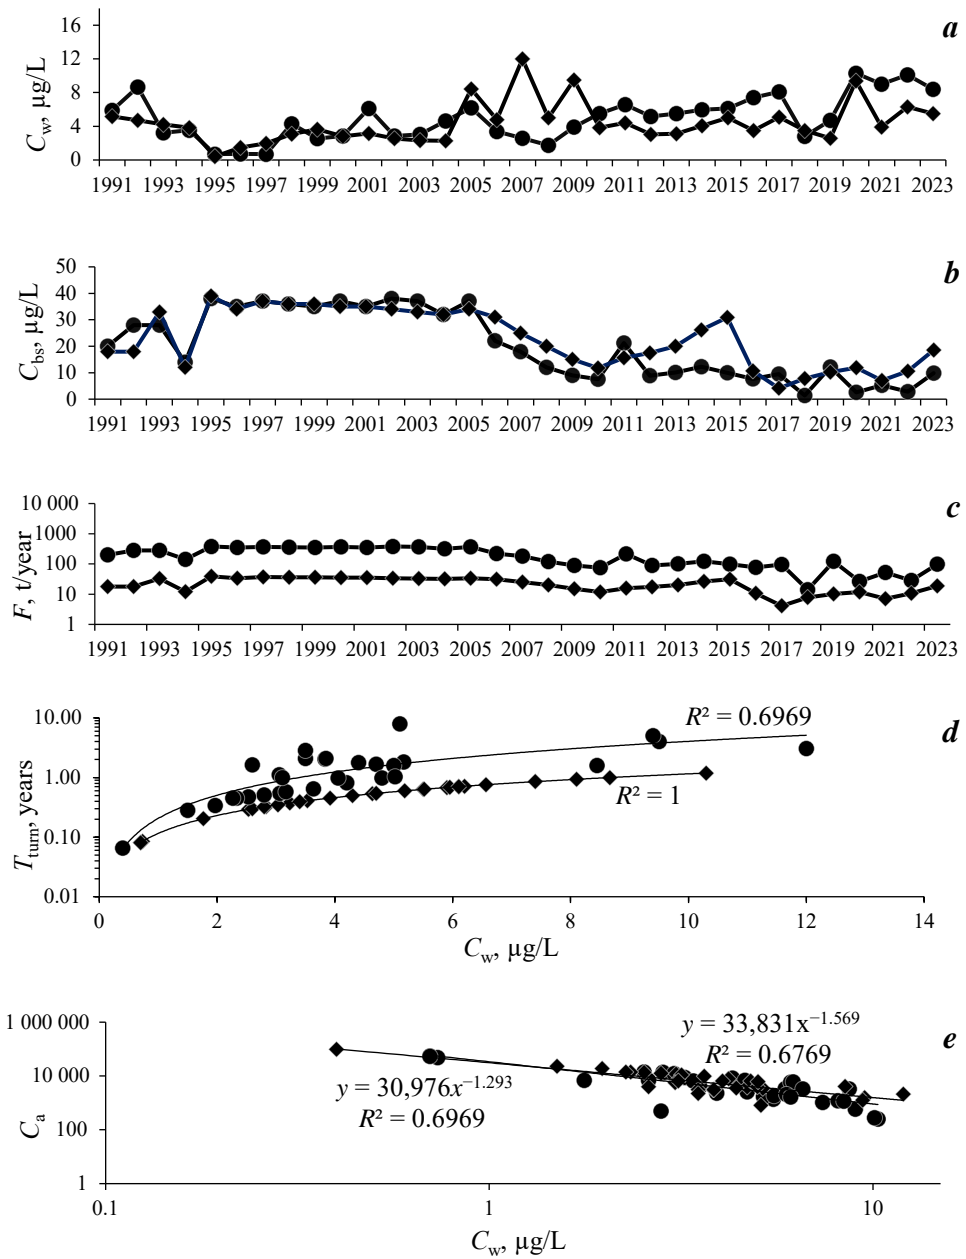 a
16
12
8
4
0
Cw, µg/L
1991 1993 1995 1997 1999 2001 2003 2005 2007 2009 2011 2013 2015 2017 2019 2021 2023
b
50
40
30
20
10
0
Cbs, µg/L
1991 1993 1995 1997 1999 2001 2003 2005 2007 2009 2011 2013 2015 2017 2019 2021 2023
c
10 000
1000
100
10
1
F, t/year
1991 1993 1995 1997 1999 2001 2003 2005 2007 2009 2011 2013 2015 2017 2019 2021 2023
d
10.00
1.00
0.10
0.01
Tturn, years
R² = 0.6969
R² = 1
0 2 4 6 8 10 12 14
Cw, µg/L
e
1 000 000
10 000
100
1
Ca
y = 33,831x−1.569
R² = 0.6769
y = 30,976x−1.293
R² = 0.6969
0.1 1 10
Cw, µg/L